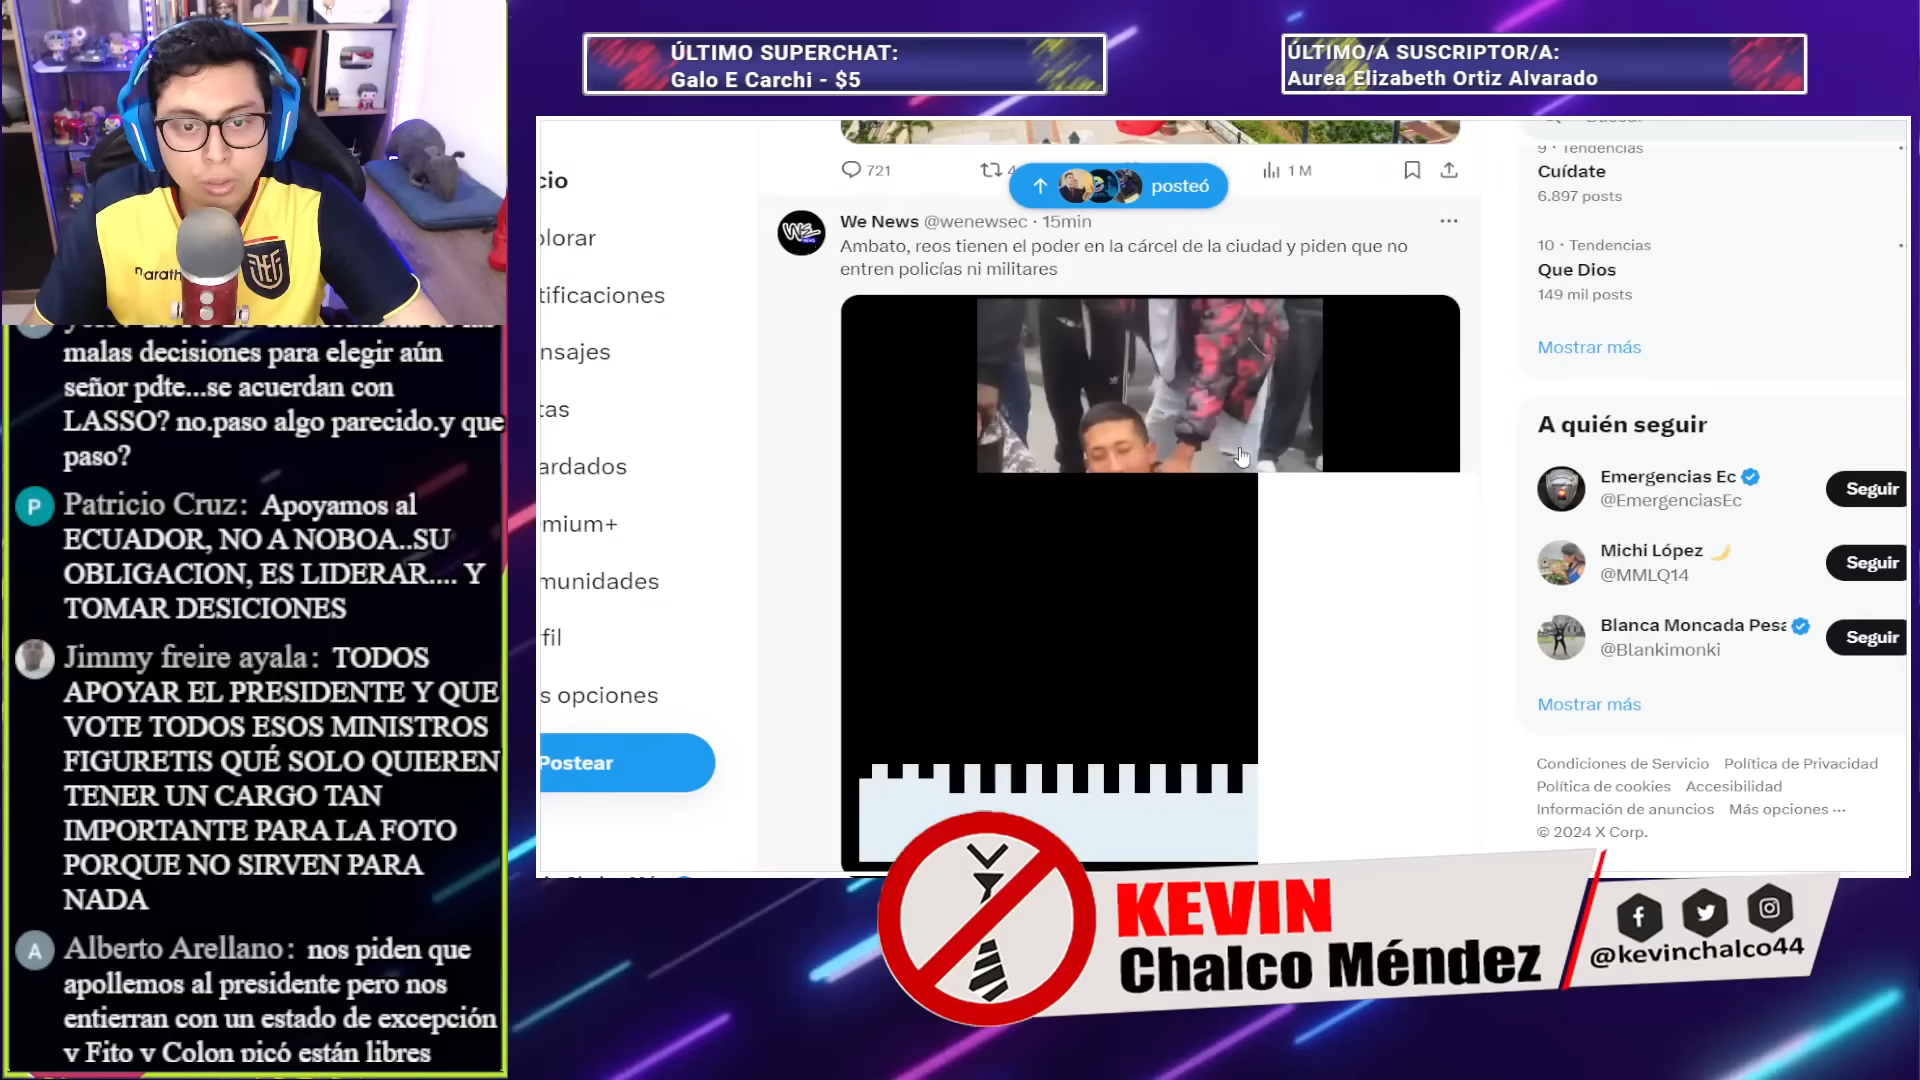 ÚLTIMO SUPERCHAT:
Galo E Carchi - $5
ÚLTIMO/A SUSCRIPTOR/A:
Aurea Elizabeth Ortiz Alvarado
marath
FEF
malas decisiones para elegir aún
señor pdte...se acuerdan con
LASSO? no.paso algo parecido.y que
paso?
P
Patricio Cruz: Apoyamos al
ECUADOR, NO A NOBOA..SU
OBLIGACION, ES LIDERAR.... Y
TOMAR DESICIONES
Jimmy freire ayala: TODOS
APOYAR EL PRESIDENTE Y QUE
VOTE TODOS ESOS MINISTROS
FIGURETIS QUÉ SOLO QUIEREN
TENER UN CARGO TAN
IMPORTANTE PARA LA FOTO
PORQUE NO SIRVEN PARA
NADA
A
Alberto Arellano: nos piden que
apollemos al presidente pero nos
entierran con un estado de excepción
y Fito y Colon picó están libres
cio
plorar
tificaciones
nsajes
tas
ardados
mium+
munidades
fil
s opciones
Postear
721
4
1 M
posteó
We News @wenewsec · 15min
Ambato, reos tienen el poder en la cárcel de la ciudad y piden que no
entren policías ni militares
9 · Tendencias
Cuídate
6.897 posts
10 · Tendencias
Que Dios
149 mil posts
Mostrar más
A quién seguir
Emergencias Ec
@EmergenciasEc
Seguir
Michi López
@MMLQ14
Seguir
Blanca Moncada Pesa
@Blankimonki
Seguir
Mostrar más
Condiciones de Servicio Política de Privacidad
Política de cookies Accesibilidad
Información de anuncios Más opciones ···
© 2024 X Corp.
KEVIN
Chalco Méndez
@kevinchalco44